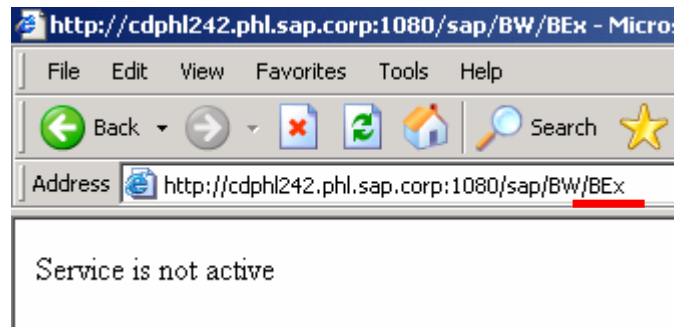 http://cdphl242.phl.sap.corp:1080/sap/BW/BEx - Micros
File Edit View Favorites Tools Help
Back Search
Address http://cdphl242.phl.sap.corp:1080/sap/BW/BEx
Service is not active